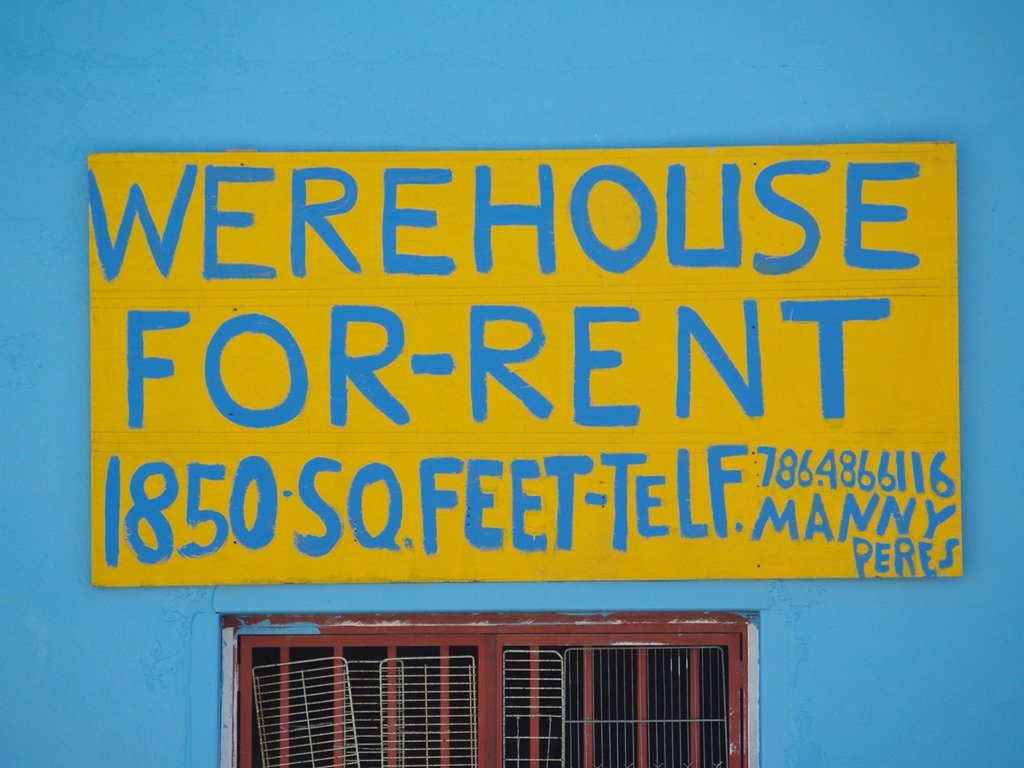 WEREHOUSE
FOR-RENT
1850·SQ.FEET-TeLF. 786.4866116
MANNY
PERES